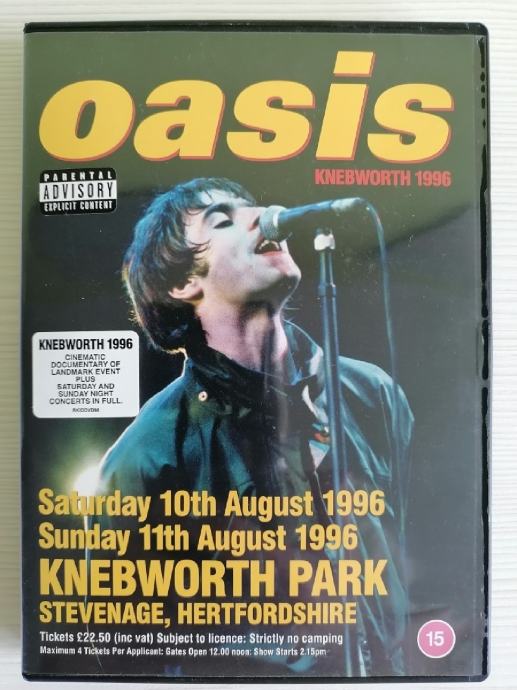 oasis
KNEBWORTH 1996
PARENTAL
ADVISORY
EXPLICIT CONTENT
KNEBWORTH 1996
CINEMATIC
DOCUMENTARY OF
LANDMARK EVENT
PLUS
SATURDAY AND
SUNDAY NIGHT
CONCERTS IN FULL.
Saturday 10th August 1996
Sunday 11th August 1996
KNEBWORTH PARK
STEVENAGE, HERTFORDSHIRE
Tickets £22.50 (inc vat) Subject to licence: Strictly no camping
Maximum 4 Tickets Per Applicant: Gates Open 12.00 noon: Show Starts 2.15pm
15